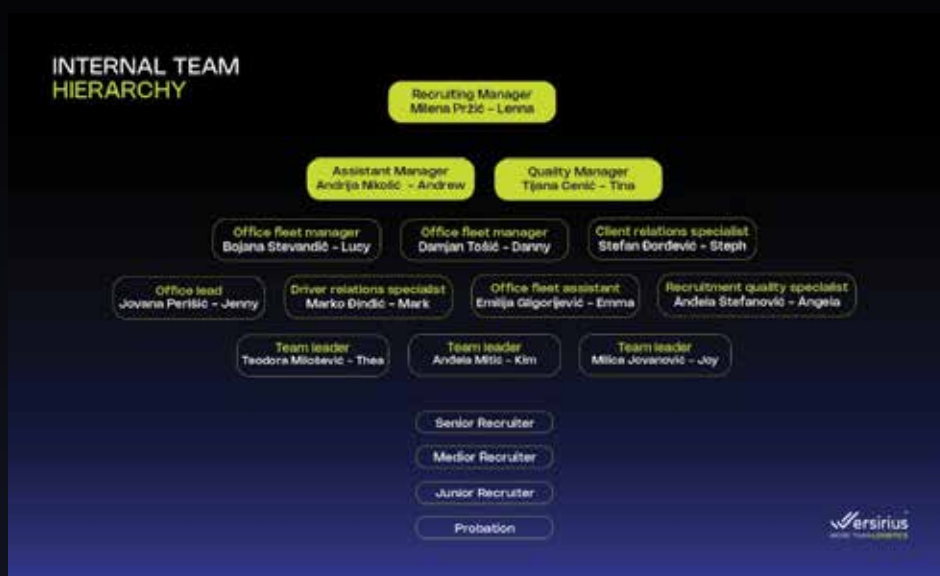 INTERNAL TEAM
HIERARCHY
Recruiting Manager
Milena Pržić - Lenna
Assistant Manager
Andrija Nikolić - Andrew
Quality Manager
Tijana Cenić - Tina
Office fleet manager
Bojana Stevandić - Lucy
Office fleet manager
Damjan Tošić - Danny
Client relations specialist
Stefan Đorđević - Steph
Office lead
Jovana Perišić - Jenny
Driver relations specialist
Marko Đinđić - Mark
Office fleet assistant
Emilija Gligorijević - Emma
Recruitment quality specialist
Anđela Stefanović - Angela
Team leader
Teodora Milošević - Thea
Team leader
Anđela Mitić - Kim
Team leader
Milica Jovanović - Joy
Senior Recruiter
Medior Recruiter
Junior Recruiter
Probation
Wersirius
MORE THAN LOGISTICS